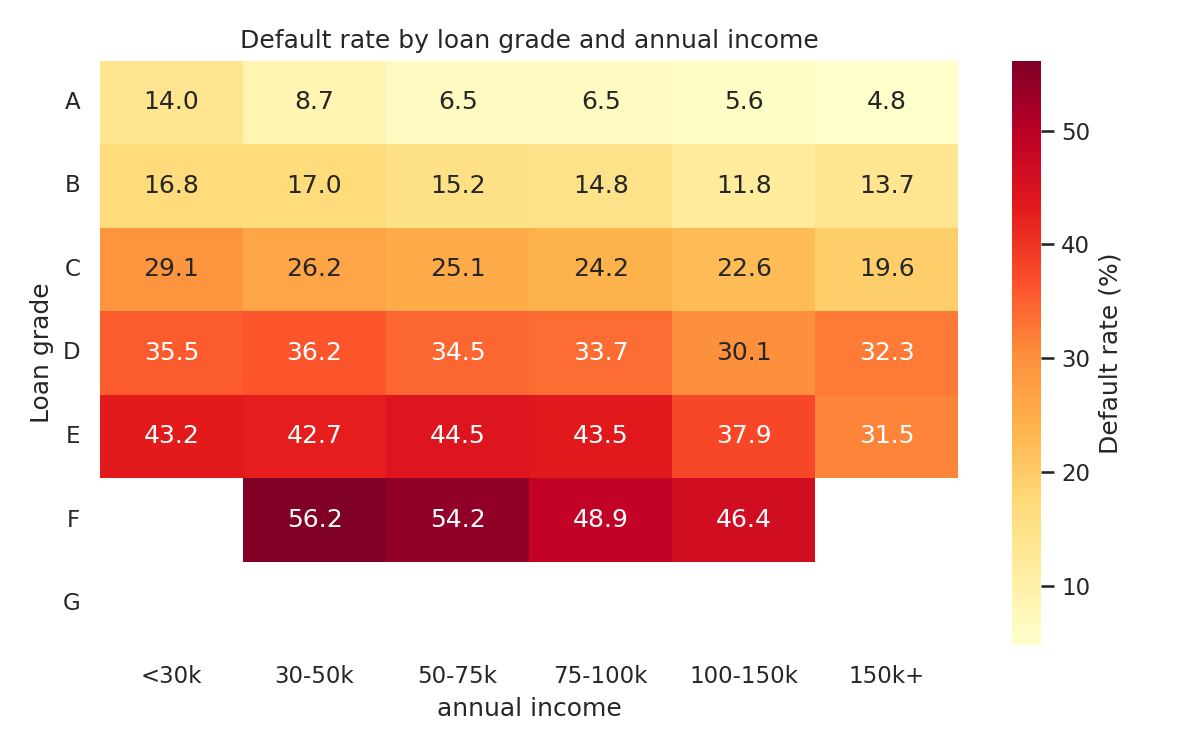 Default rate by loan grade and annual income
A 14.0 8.7 6.5 6.5 5.6 4.8
B 16.8 17.0 15.2 14.8 11.8 13.7
C 29.1 26.2 25.1 24.2 22.6 19.6
D 35.5 36.2 34.5 33.7 30.1 32.3
E 43.2 42.7 44.5 43.5 37.9 31.5
F 56.2 54.2 48.9 46.4
G
<30k 30-50k 50-75k 75-100k 100-150k 150k+
annual income
Loan grade
50
40
30
20
10
Default rate (%)